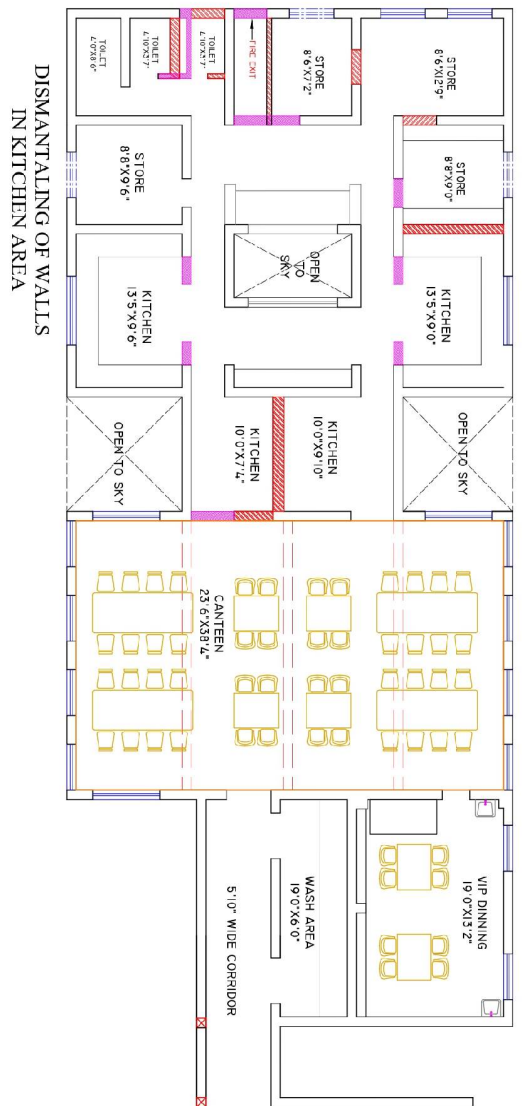 STORE
8'6"X12'9"
STORE
8'8"X9'0"
KITCHEN
13'5"X9'0"
OPEN TO SKY
VIP DINNING
19'0"X13'2"
STORE
8'6"X7'2"
OPEN
TO
SKY
KITCHEN
10'0"X9'10"
WASH AREA
19'0"X6'0"
FIRE EXIT
KITCHEN
10'0"X7'4"
CANTEEN
23'6"X38'4"
5'10" WIDE CORRIDOR
TOILET
4'10"X5'7"
TOILET
4'10"X3'7"
STORE
8'8"X9'6"
KITCHEN
13'5"X9'6"
OPEN TO SKY
TOILET
4'0"X8'6"
DISMANTALING OF WALLS
IN KITCHEN AREA